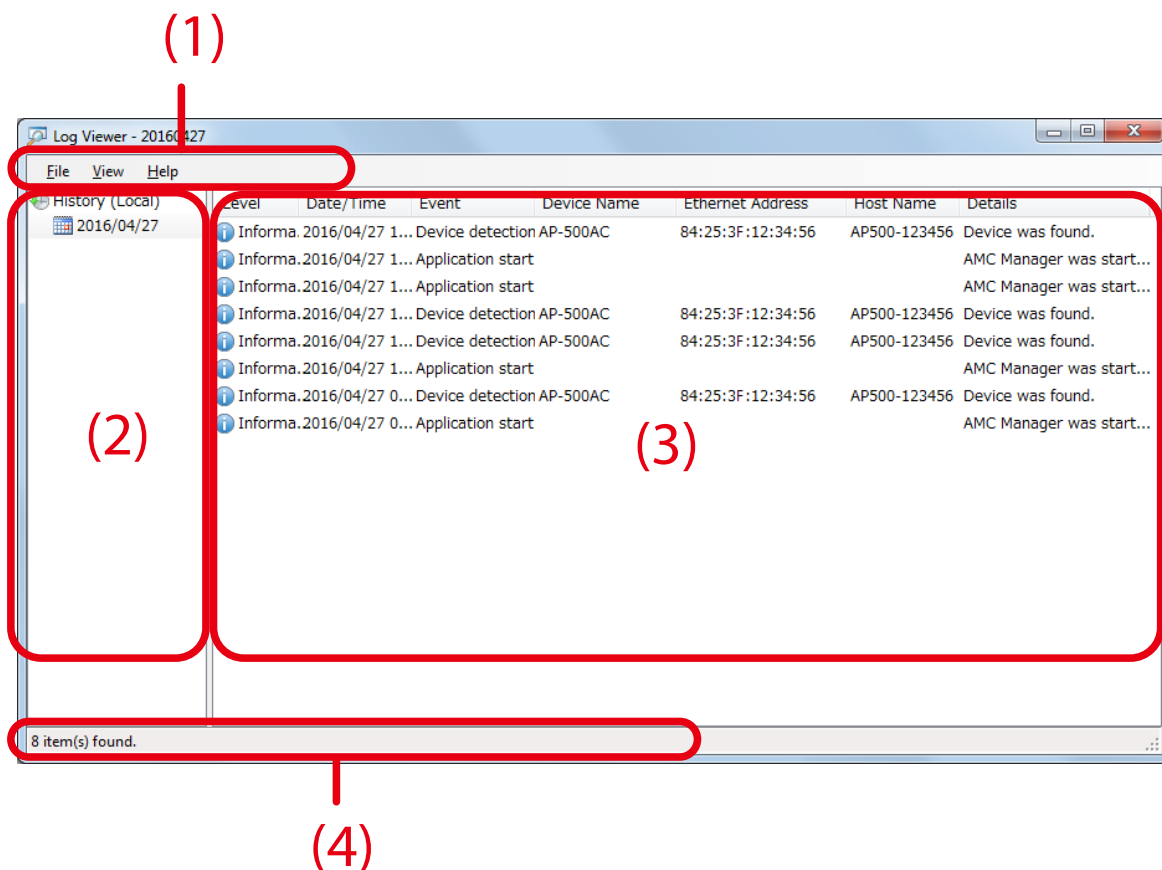 (1)
Log Viewer - 20160427
File View Help
History (Local)
2016/04/27
Level Date/Time Event Device Name Ethernet Address Host Name Details
Informa. 2016/04/27 1... Device detection AP-500AC 84:25:3F:12:34:56 AP500-123456 Device was found.
Informa. 2016/04/27 1... Application start AMC Manager was start...
Informa. 2016/04/27 1... Application start AMC Manager was start...
Informa. 2016/04/27 1... Device detection AP-500AC 84:25:3F:12:34:56 AP500-123456 Device was found.
Informa. 2016/04/27 1... Device detection AP-500AC 84:25:3F:12:34:56 AP500-123456 Device was found.
Informa. 2016/04/27 1... Application start AMC Manager was start...
Informa. 2016/04/27 0... Device detection AP-500AC 84:25:3F:12:34:56 AP500-123456 Device was found.
Informa. 2016/04/27 0... Application start AMC Manager was start...
(2)
(3)
8 item(s) found.
(4)